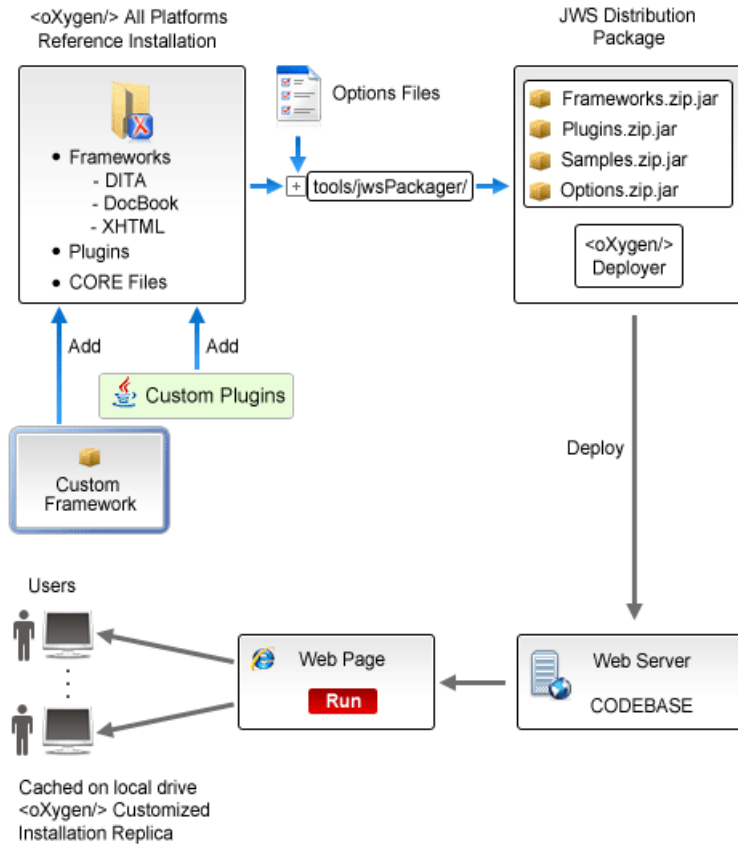 <oXygen/> All Platforms
Reference Installation
JWS Distribution
Package
Options Files
• Frameworks
- DITA
- DocBook
- XHTML
• Plugins
• CORE Files
+
tools/jwsPackager/
Frameworks.zip.jar
Plugins.zip.jar
Samples.zip.jar
Options.zip.jar
<oXygen/>
Deployer
Add
Add
Custom Plugins
Custom
Framework
Deploy
Users
Web Page
Run
Web Server
CODEBASE
Cached on local drive
<oXygen/> Customized
Installation Replica